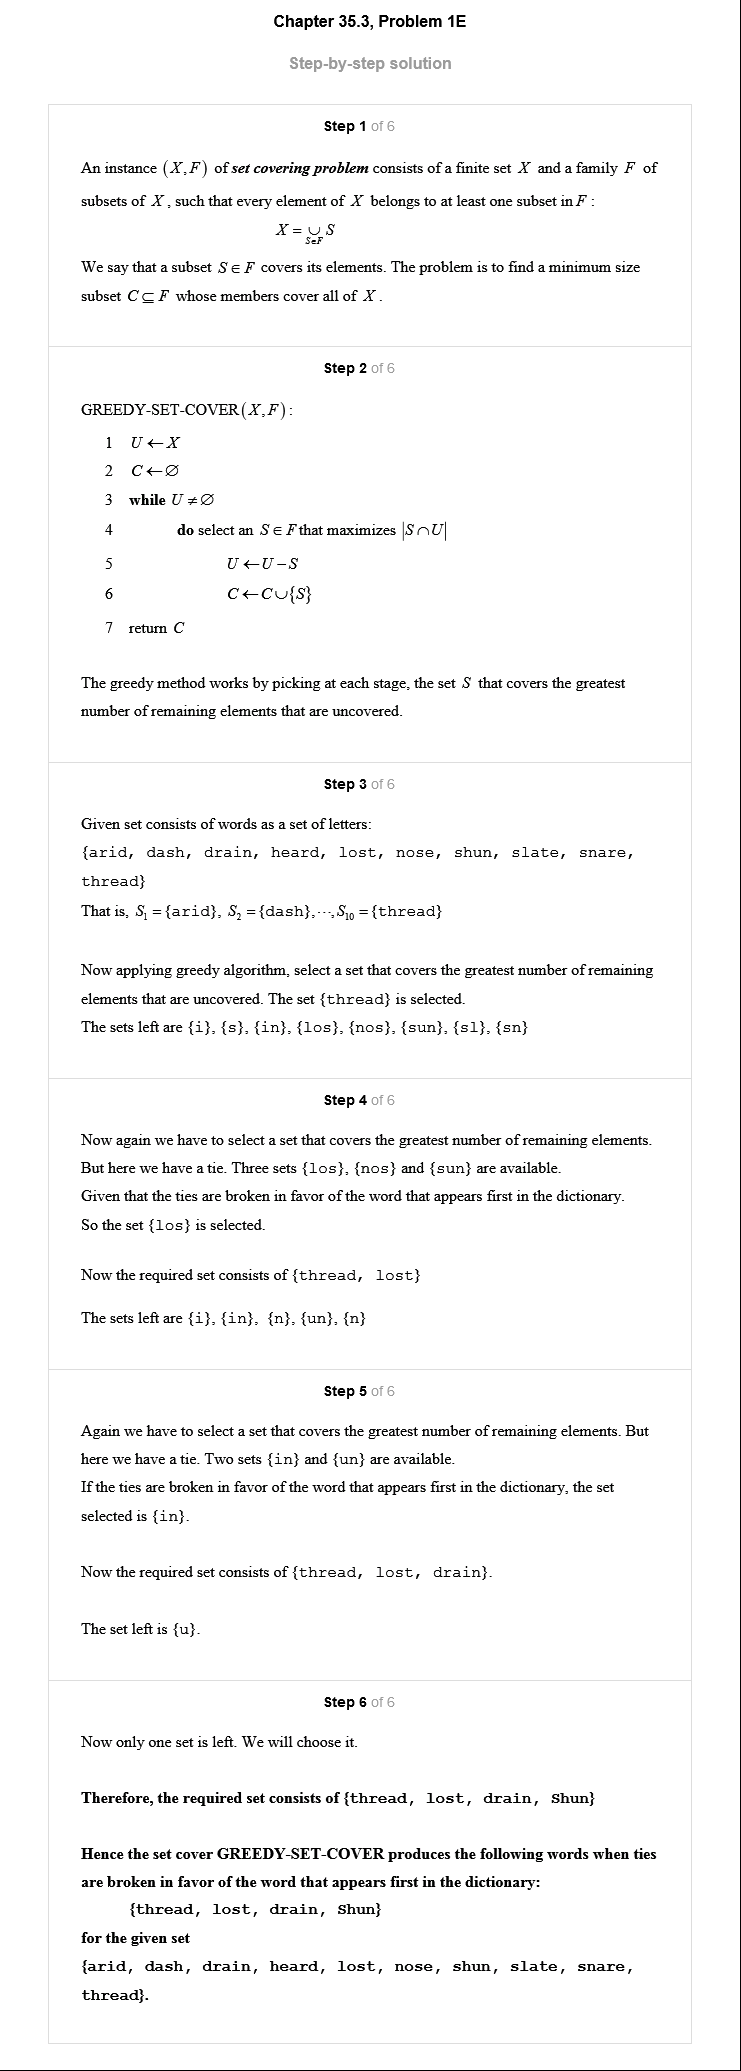 Chapter 35.3, Problem 1E
Step-by-step solution
Step 1 of 6
An instance (X,F) of set covering problem consists of a finite set X and a family F of
subsets of X, such that every element of X belongs to at least one subset in F :
X = ∪ S
S∈F
We say that a subset S ∈ F covers its elements. The problem is to find a minimum size
subset C ⊆ F whose members cover all of X.
Step 2 of 6
GREEDY-SET-COVER(X,F):
1 U ← X
2 C ← ∅
3 while U ≠ ∅
4 do select an S ∈ F that maximizes |S ∩ U|
5 U ← U − S
6 C ← C ∪ {S}
7 return C
The greedy method works by picking at each stage, the set S that covers the greatest
number of remaining elements that are uncovered.
Step 3 of 6
Given set consists of words as a set of letters:
{arid, dash, drain, heard, lost, nose, shun, slate, snare,
thread}
That is, S₁ = {arid}, S₂ = {dash},⋯,S₁₀ = {thread}
Now applying greedy algorithm, select a set that covers the greatest number of remaining
elements that are uncovered. The set {thread} is selected.
The sets left are {i}, {s}, {in}, {los}, {nos}, {sun}, {sl}, {sn}
Step 4 of 6
Now again we have to select a set that covers the greatest number of remaining elements.
But here we have a tie. Three sets {los}, {nos} and {sun} are available.
Given that the ties are broken in favor of the word that appears first in the dictionary.
So the set {los} is selected.
Now the required set consists of {thread, lost}
The sets left are {i}, {in}, {n}, {un}, {n}
Step 5 of 6
Again we have to select a set that covers the greatest number of remaining elements. But
here we have a tie. Two sets {in} and {un} are available.
If the ties are broken in favor of the word that appears first in the dictionary, the set
selected is {in}.
Now the required set consists of {thread, lost, drain}.
The set left is {u}.
Step 6 of 6
Now only one set is left. We will choose it.
Therefore, the required set consists of {thread, lost, drain, Shun}
Hence the set cover GREEDY-SET-COVER produces the following words when ties
are broken in favor of the word that appears first in the dictionary:
{thread, lost, drain, Shun}
for the given set
{arid, dash, drain, heard, lost, nose, shun, slate, snare,
thread}.